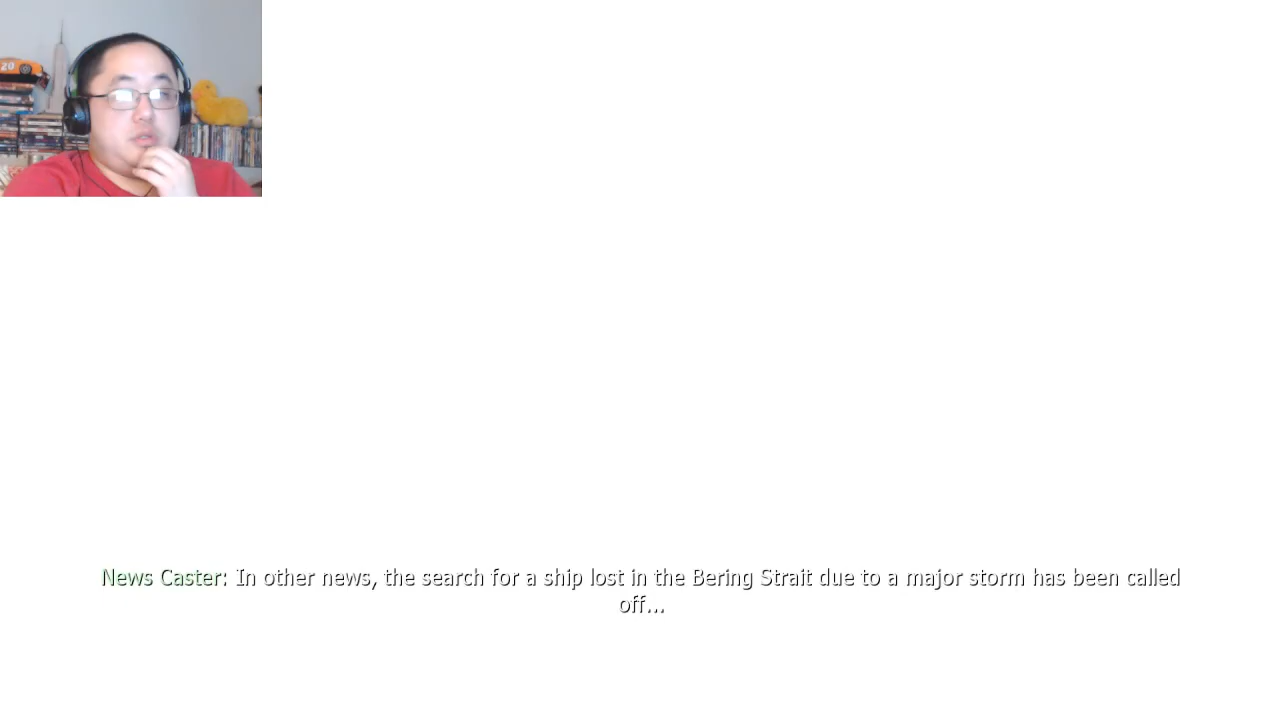 20
News Caster: In other news, the search for a ship lost in the Bering Strait due to a major storm has been called
off...